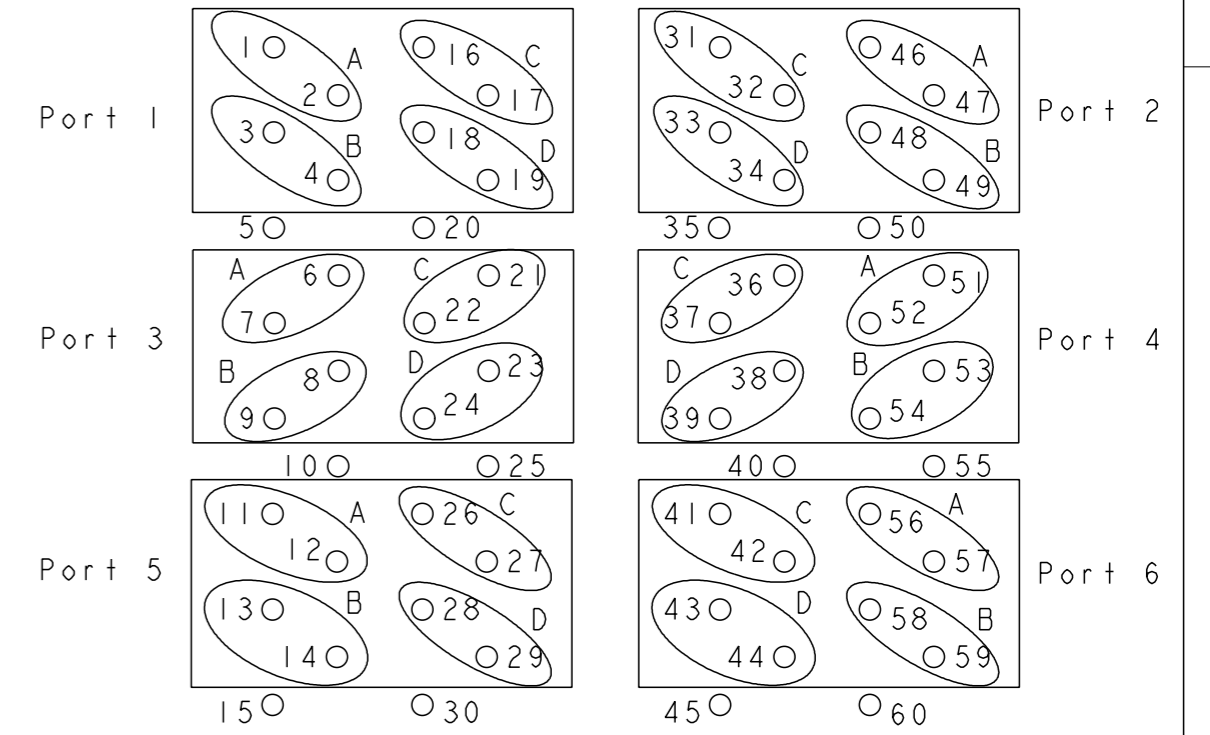 1 A 16 C 31 C 46 A
2 17 32 47
Port 1 3 B 18 D 33 D 48 B Port 2
4 19 34 49
5 20 35 50
A 6 C 21 C 36 A 51
7 22 37 52
Port 3 Port 4
B 8 D 23 D 38 B 53
9 24 39 54
10 25 40 55
11 A 26 C 41 C 56 A
12 27 42 57
Port 5 Port 6
13 B 28 D 43 D 58 B
14 29 44 59
15 30 45 60